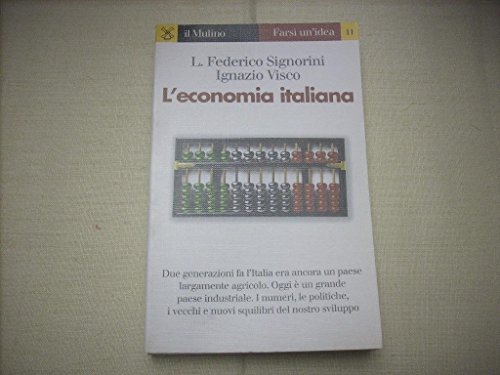 il Mulino Farsi un'idea 11
L. Federico Signorini
Ignazio Visco
L'economia italiana
Due generazioni fa l'Italia era ancora un paese
largamente agricolo. Oggi è un grande
paese industriale. I numeri, le politiche,
i vecchi e nuovi squilibri del nostro sviluppo